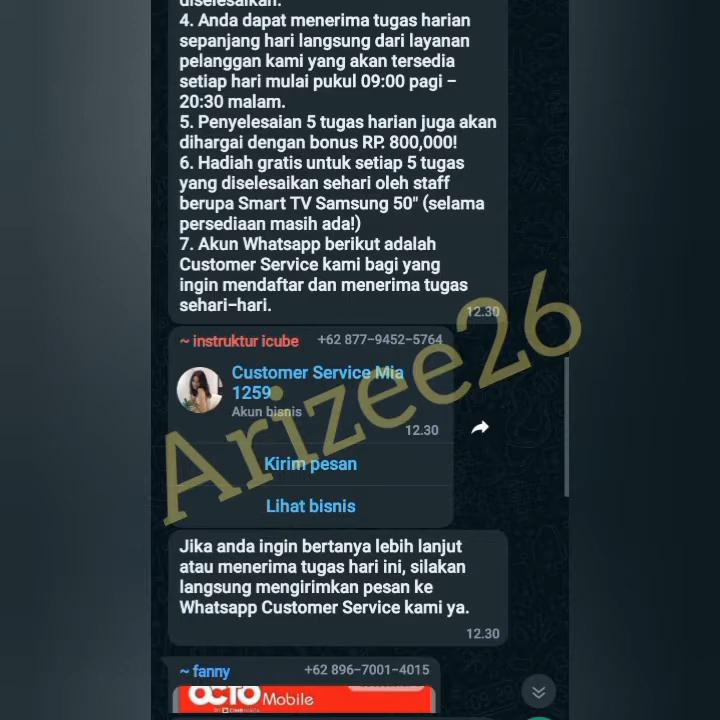 diselesaikan.
4. Anda dapat menerima tugas harian
sepanjang hari langsung dari layanan
pelanggan kami yang akan tersedia
setiap hari mulai pukul 09:00 pagi –
20:30 malam.
5. Penyelesaian 5 tugas harian juga akan
dihargai dengan bonus RP. 800,000!
6. Hadiah gratis untuk setiap 5 tugas
yang diselesaikan sehari oleh staff
berupa Smart TV Samsung 50" (selama
persediaan masih ada!)
7. Akun Whatsapp berikut adalah
Customer Service kami bagi yang
ingin mendaftar dan menerima tugas
sehari-hari.
12.30
~ instruktur icube +62 877-9452-5764
Customer Service Mia
1259
Akun bisnis
12.30
Kirim pesan
Lihat bisnis
Arizee26
Jika anda ingin bertanya lebih lanjut
atau menerima tugas hari ini, silakan
langsung mengirimkan pesan ke
Whatsapp Customer Service kami ya.
12.30
~ fanny +62 896-7001-4015
OCTO Mobile
BY CIMB NIAGA